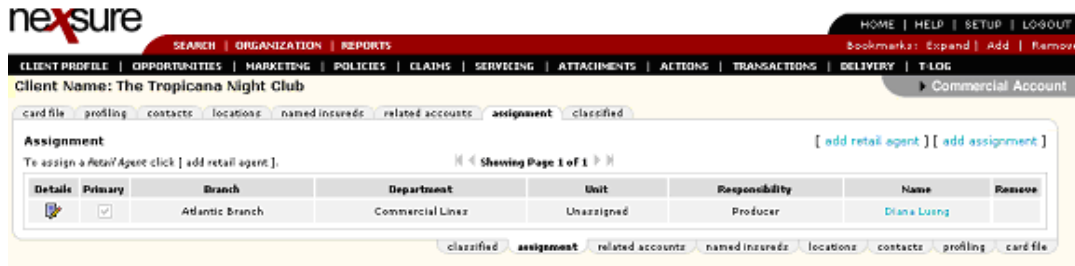 nexsure
HOME | HELP | SETUP | LOGOUT
SEARCH | ORGANIZATION | REPORTS
Bookmarks: Expand | Add | Remove
CLIENT PROFILE | OPPORTUNITIES | MARKETING | POLICIES | CLAIMS | SERVICING | ATTACHMENTS | ACTIONS | TRANSACTIONS | DELIVERY | T-LOG
Client Name: The Tropicana Night Club
Commercial Account
card file profiling contacts locations named insureds related accounts assignment classified
Assignment
[ add retail agent ] [ add assignment ]
To assign a Retail Agent click [ add retail agent ].
Showing Page 1 of 1
Details Primary Branch Department Unit Responsibility Name Remove
Atlantic Branch Commercial Lines Unassigned Producer Diana Luong
classified assignment related accounts named insureds locations contacts profiling card file